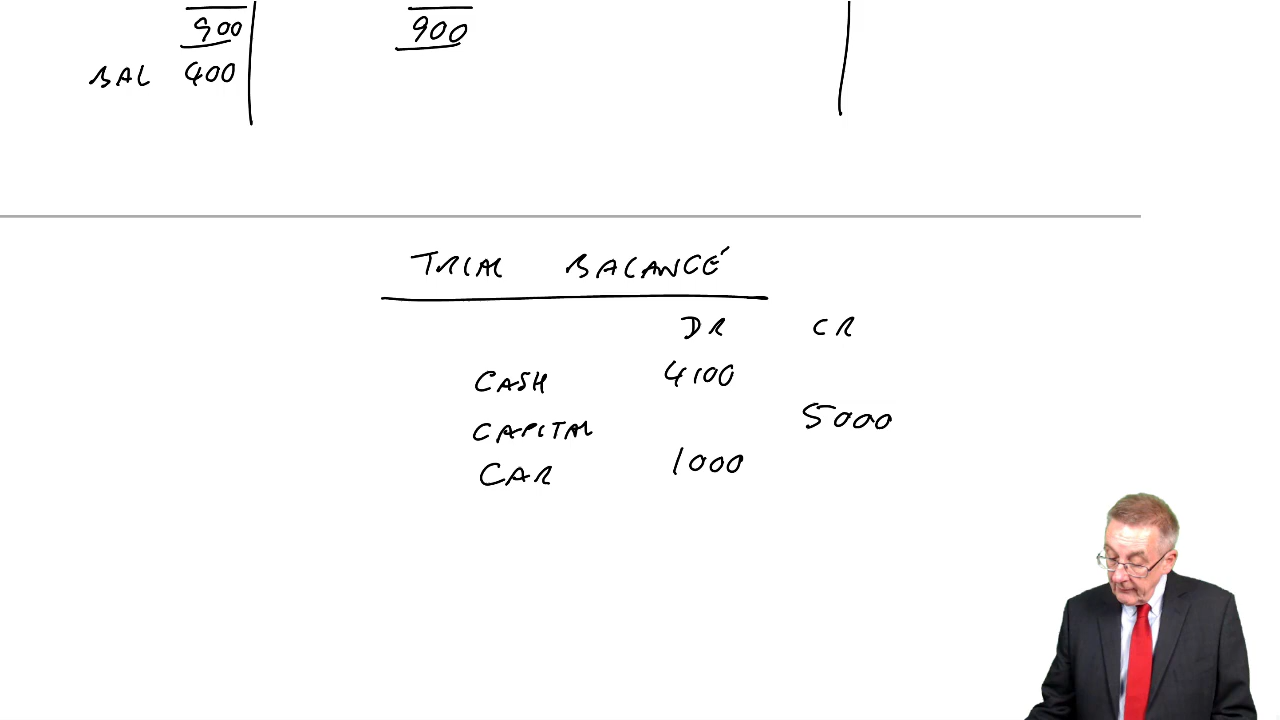 900 900
BAL 400
TRIAL BALANCE
DR CR
CASH 4100
CAPITAL 5000
CAR 1000